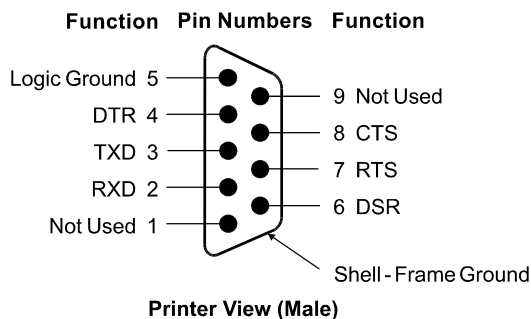 Function Pin Numbers Function
Logic Ground 5
9 Not Used
DTR 4
8 CTS
TXD 3
7 RTS
RXD 2
6 DSR
Not Used 1
Shell-Frame Ground
Printer View (Male)